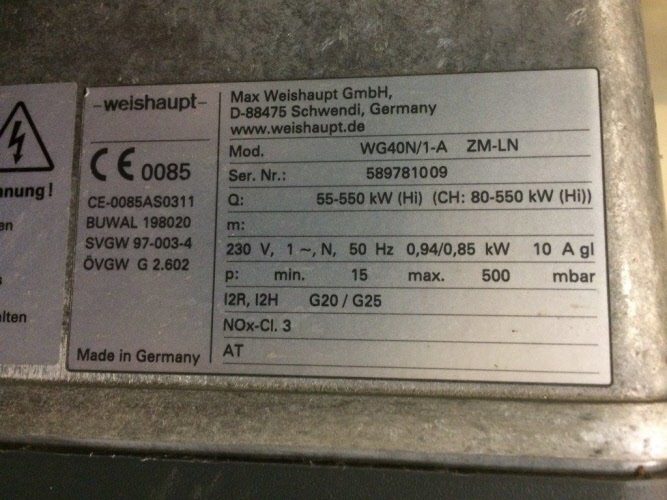 nnung!
en
s
alten
-weishaupt-
CE 0085
CE-0085AS0311
BUWAL 198020
SVGW 97-003-4
ÖVGW G 2.602
Made in Germany
Max Weishaupt GmbH,
D-88475 Schwendi, Germany
www.weishaupt.de
Mod. WG40N/1-A ZM-LN
Ser. Nr.: 589781009
Q: 55-550 kW (Hi) (CH: 80-550 kW (Hi))
m:
230 V, 1 ~, N, 50 Hz 0,94/0,85 kW 10 A gl
p: min. 15 max. 500 mbar
I2R, I2H G20 / G25
NOx-Cl. 3
AT